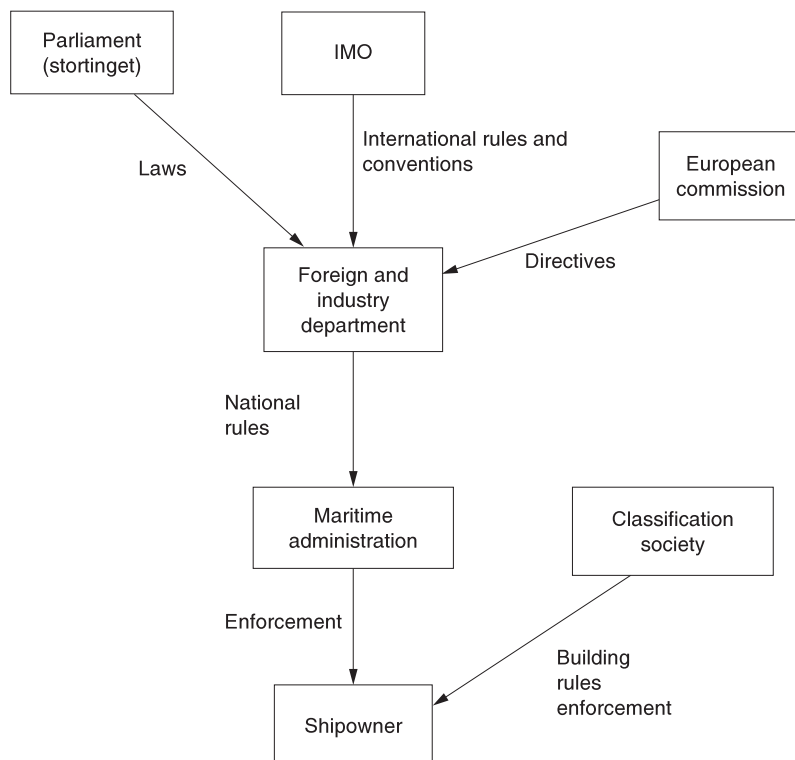 Parliament
(stortinget)
IMO
International rules and
conventions
European
commission
Laws
Directives
Foreign and
industry
department
National
rules
Maritime
administration
Classification
society
Enforcement
Building
rules
enforcement
Shipowner